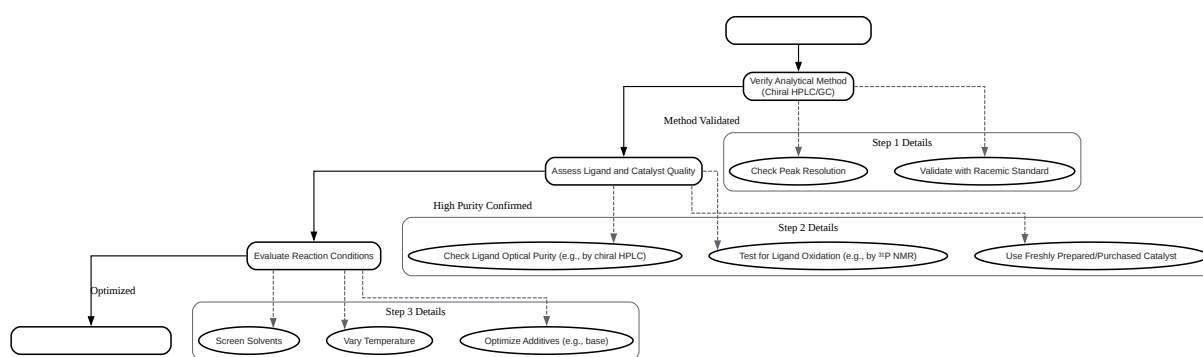 Verify Analytical Method
(Chiral HPLC/GC)
Method Validated
Step 1 Details
Check Peak Resolution
Validate with Racemic Standard
Assess Ligand and Catalyst Quality
High Purity Confirmed
Step 2 Details
Check Ligand Optical Purity (e.g., by chiral HPLC)
Test for Ligand Oxidation (e.g., by ³¹P NMR)
Use Freshly Prepared/Purchased Catalyst
Evaluate Reaction Conditions
Optimized
Step 3 Details
Screen Solvents
Vary Temperature
Optimize Additives (e.g., base)